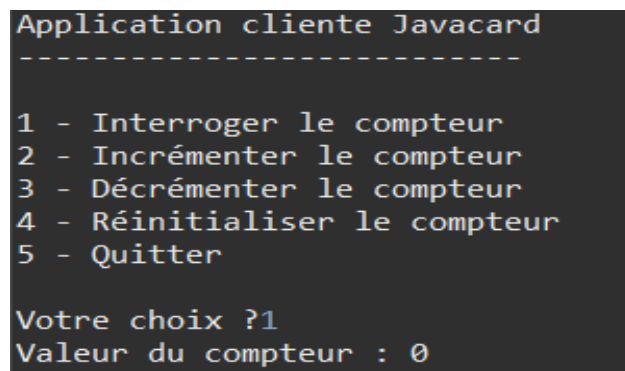 Application cliente Javacard
----------------------------
1 - Interroger le compteur
2 - Incrémenter le compteur
3 - Décrémenter le compteur
4 - Réinitialiser le compteur
5 - Quitter
Votre choix ?1
Valeur du compteur : 0